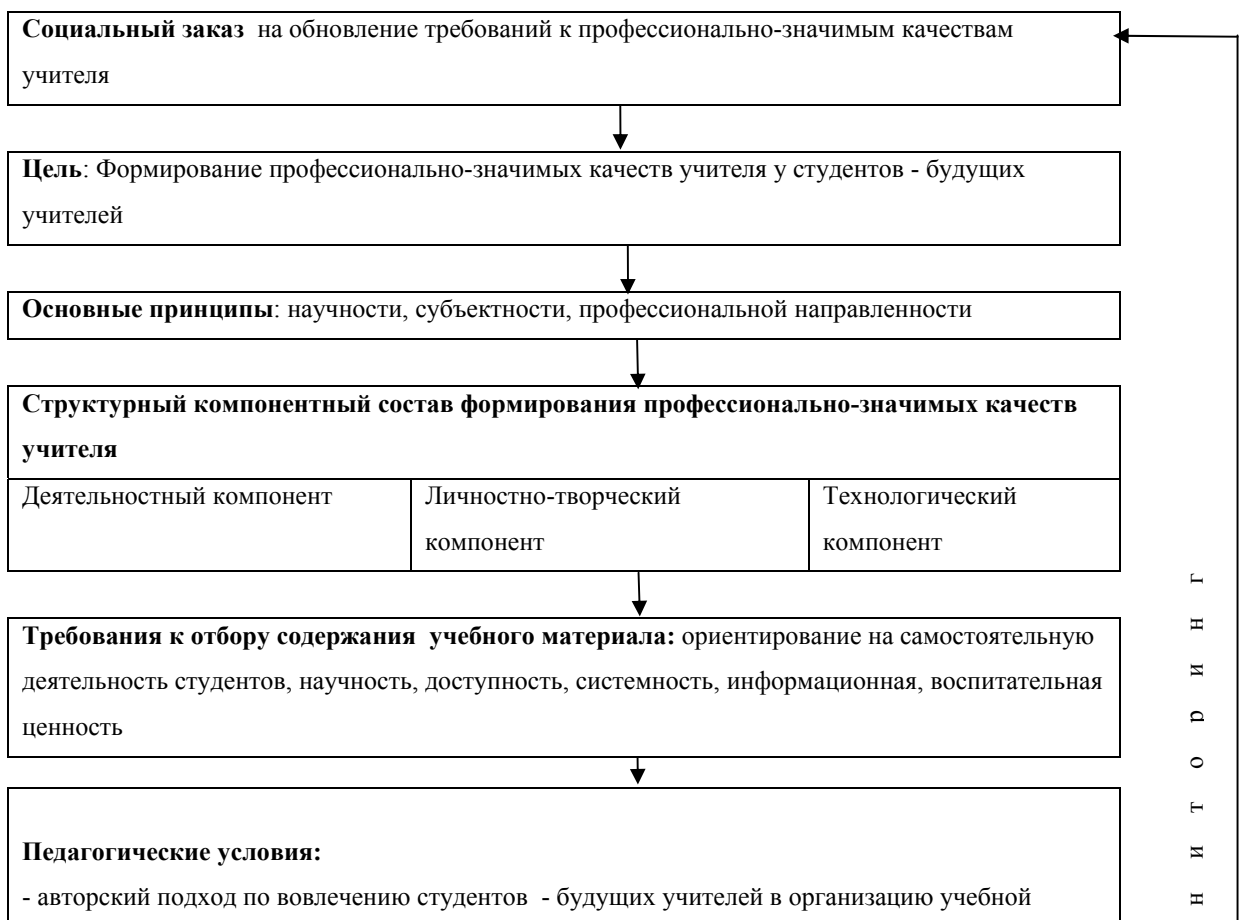 Социальный заказ на обновление требований к профессионально-значимым качествам
учителя
Цель: Формирование профессионально-значимых качеств учителя у студентов - будущих
учителей
Основные принципы: научности, субъектности, профессиональной направленности
Структурный компонентный состав формирования профессионально-значимых качеств
учителя
Деятельностный компонент
Личностно-творческий
компонент
Технологический
компонент
Требования к отбору содержания учебного материала: ориентирование на самостоятельную
деятельность студентов, научность, доступность, системность, информационная, воспитательная
ценность
Педагогические условия:
- авторский подход по вовлечению студентов - будущих учителей в организацию учебной
н и т о р и н г